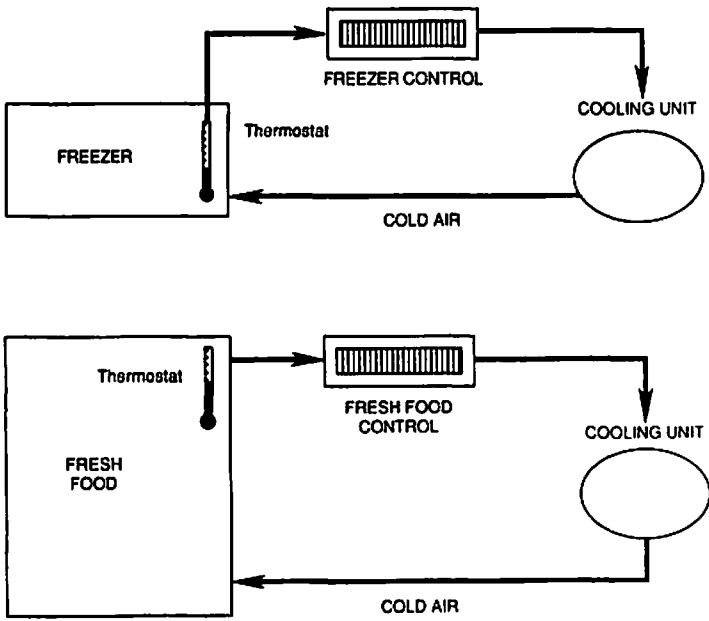 FREEZER CONTROL
COOLING UNIT
Thermostat
FREEZER
COLD AIR
Thermostat
FRESH FOOD
CONTROL
COOLING UNIT
FRESH
FOOD
COLD AIR